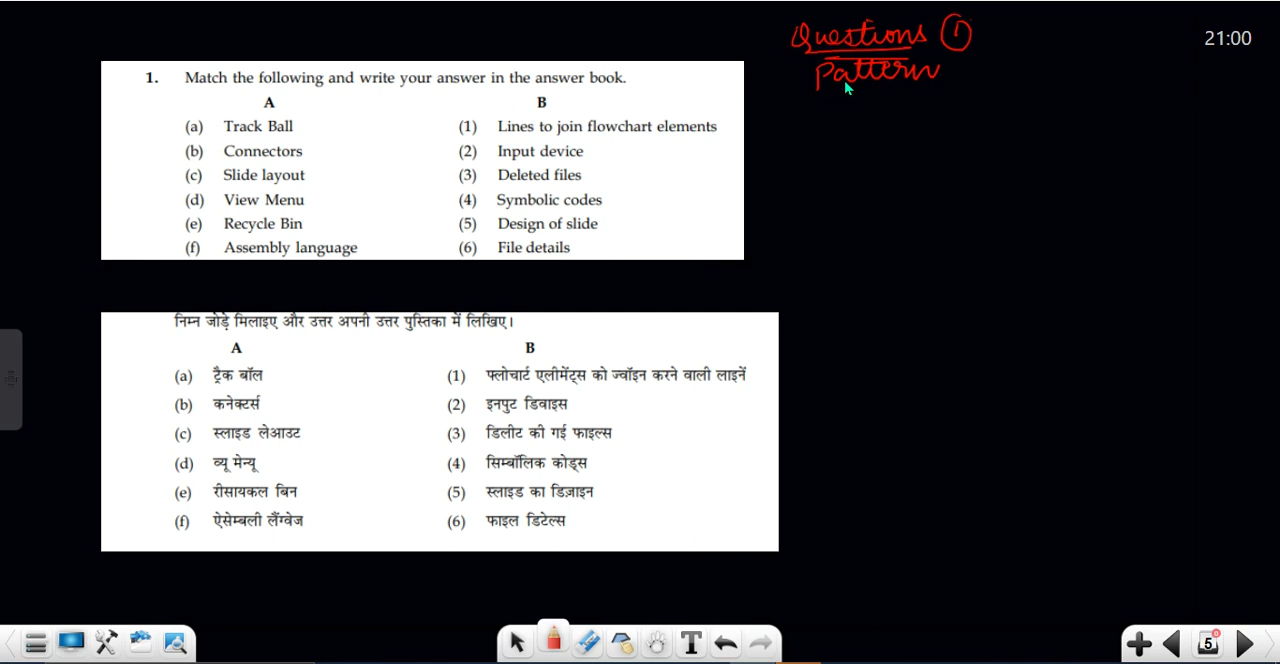 Questions ①
Pattern
21:00
1. Match the following and write your answer in the answer book.
A B
(a) Track Ball (1) Lines to join flowchart elements
(b) Connectors (2) Input device
(c) Slide layout (3) Deleted files
(d) View Menu (4) Symbolic codes
(e) Recycle Bin (5) Design of slide
(f) Assembly language (6) File details
निम्न जोड़े मिलाइए और उत्तर अपनी उत्तर पुस्तिका में लिखिए।
A B
(a) ट्रैक बॉल (1) फ्लोचार्ट एलीमेंट्स को ज्वॉइन करने वाली लाइनें
(b) कनेक्टर्स (2) इनपुट डिवाइस
(c) स्लाइड लेआउट (3) डिलीट की गई फाइल्स
(d) व्यू मेन्यू (4) सिम्बॉलिक कोड्स
(e) रीसायकल बिन (5) स्लाइड का डिज़ाइन
(f) ऐसेम्बली लैंग्वेज (6) फाइल डिटेल्स
T
5